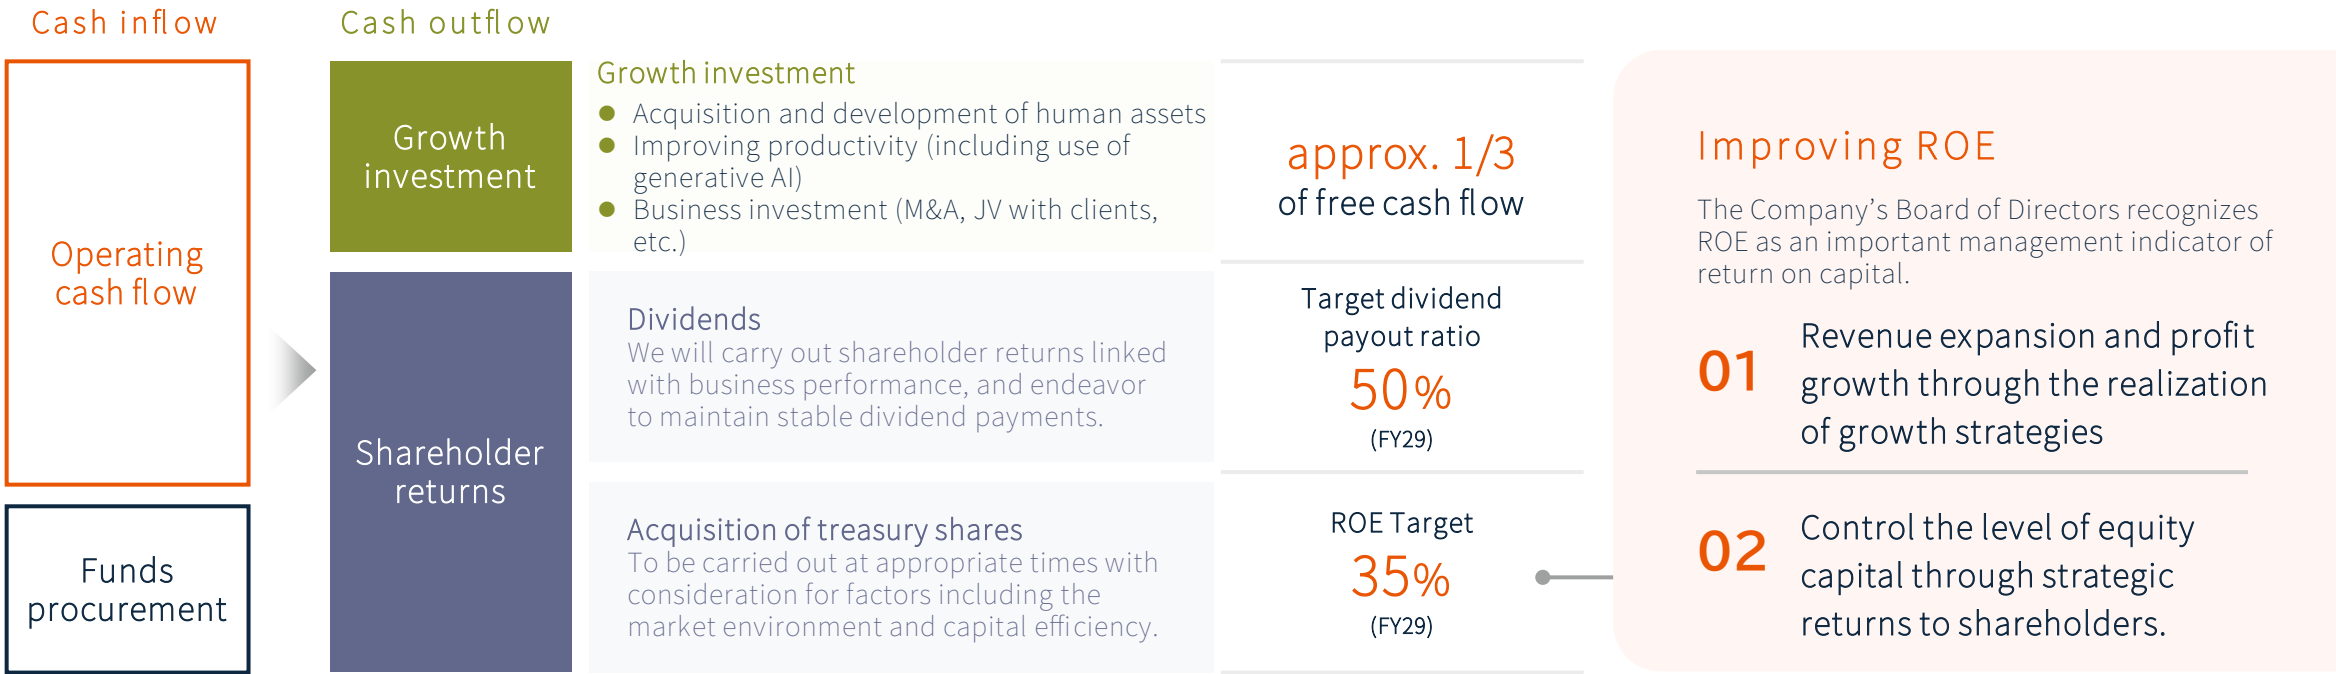 Cash inflow
Cash outflow
Operating
cash flow
Funds
procurement
Growth
investment
Shareholder
returns
Growth investment
● Acquisition and development of human assets
● Improving productivity (including use of
generative AI)
● Business investment (M&A, JV with clients,
etc.)
approx. 1/3
of free cash flow
Dividends
We will carry out shareholder returns linked
with business performance, and endeavor
to maintain stable dividend payments.
Target dividend
payout ratio
50%
(FY29)
Acquisition of treasury shares
To be carried out at appropriate times with
consideration for factors including the
market environment and capital efficiency.
ROE Target
35%
(FY29)
Improving ROE
The Company's Board of Directors recognizes
ROE as an important management indicator of
return on capital.
01
Revenue expansion and profit
growth through the realization
of growth strategies
02
Control the level of equity
capital through strategic
returns to shareholders.